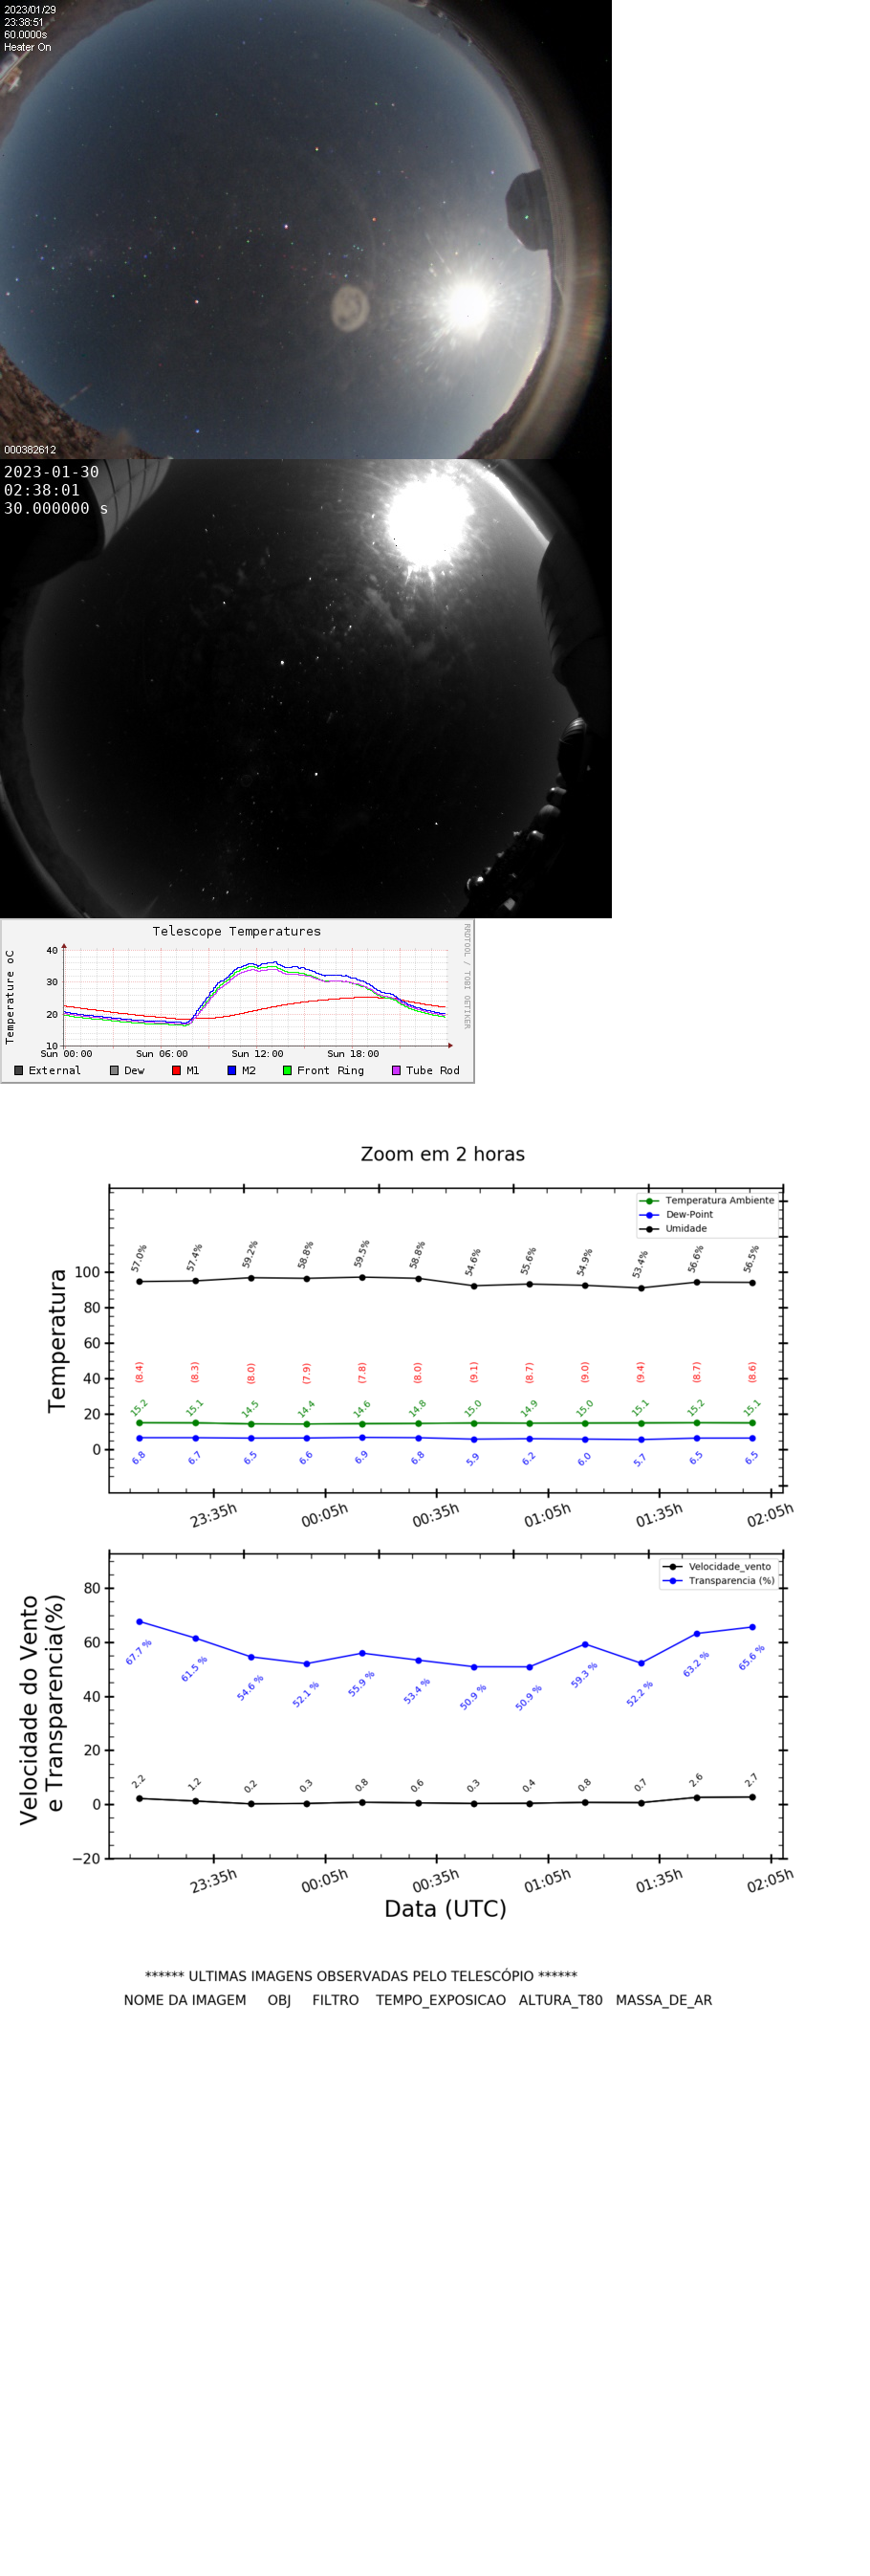 2023/01/29
23:38:51
60.0000s
Heater On
000382612
2023-01-30
02:38:01
30.000000 s
Telescope Temperatures
RRDTOOL / TOBI OETIKER
Temperature oC
40
30
20
10
Sun 00:00 Sun 06:00 Sun 12:00 Sun 18:00
External Dew M1 M2 Front Ring Tube Rod
Zoom em 2 horas
Temperatura Ambiente
Dew-Point
Umidade
Temperatura
100
80
60
40
20
0
57.0% 57.4% 59.2% 58.8% 59.5% 58.8% 54.6% 55.6% 54.9% 53.4% 56.6% 56.5%
(8.4) (8.3) (8.0) (7.9) (7.8) (8.0) (9.1) (8.7) (9.0) (9.4) (8.7) (8.6)
15.2 15.1 14.5 14.4 14.6 14.8 15.0 14.9 15.0 15.1 15.2 15.1
6.8 6.7 6.5 6.6 6.9 6.8 5.9 6.2 6.0 5.7 6.5 6.5
23:35h 00:05h 00:35h 01:05h 01:35h 02:05h
Velocidade_vento
Transparencia (%)
Velocidade do Vento
e Transparencia(%)
80
60
40
20
0
−20
67.7 % 61.5 % 54.6 % 52.1 % 55.9 % 53.4 % 50.9 % 50.9 % 59.3 % 52.2 % 63.2 % 65.6 %
2.2 1.2 0.2 0.3 0.8 0.6 0.3 0.4 0.8 0.7 2.6 2.7
23:35h 00:05h 00:35h 01:05h 01:35h 02:05h
Data (UTC)
****** ULTIMAS IMAGENS OBSERVADAS PELO TELESCÓPIO ******
NOME DA IMAGEM OBJ FILTRO TEMPO_EXPOSICAO ALTURA_T80 MASSA_DE_AR